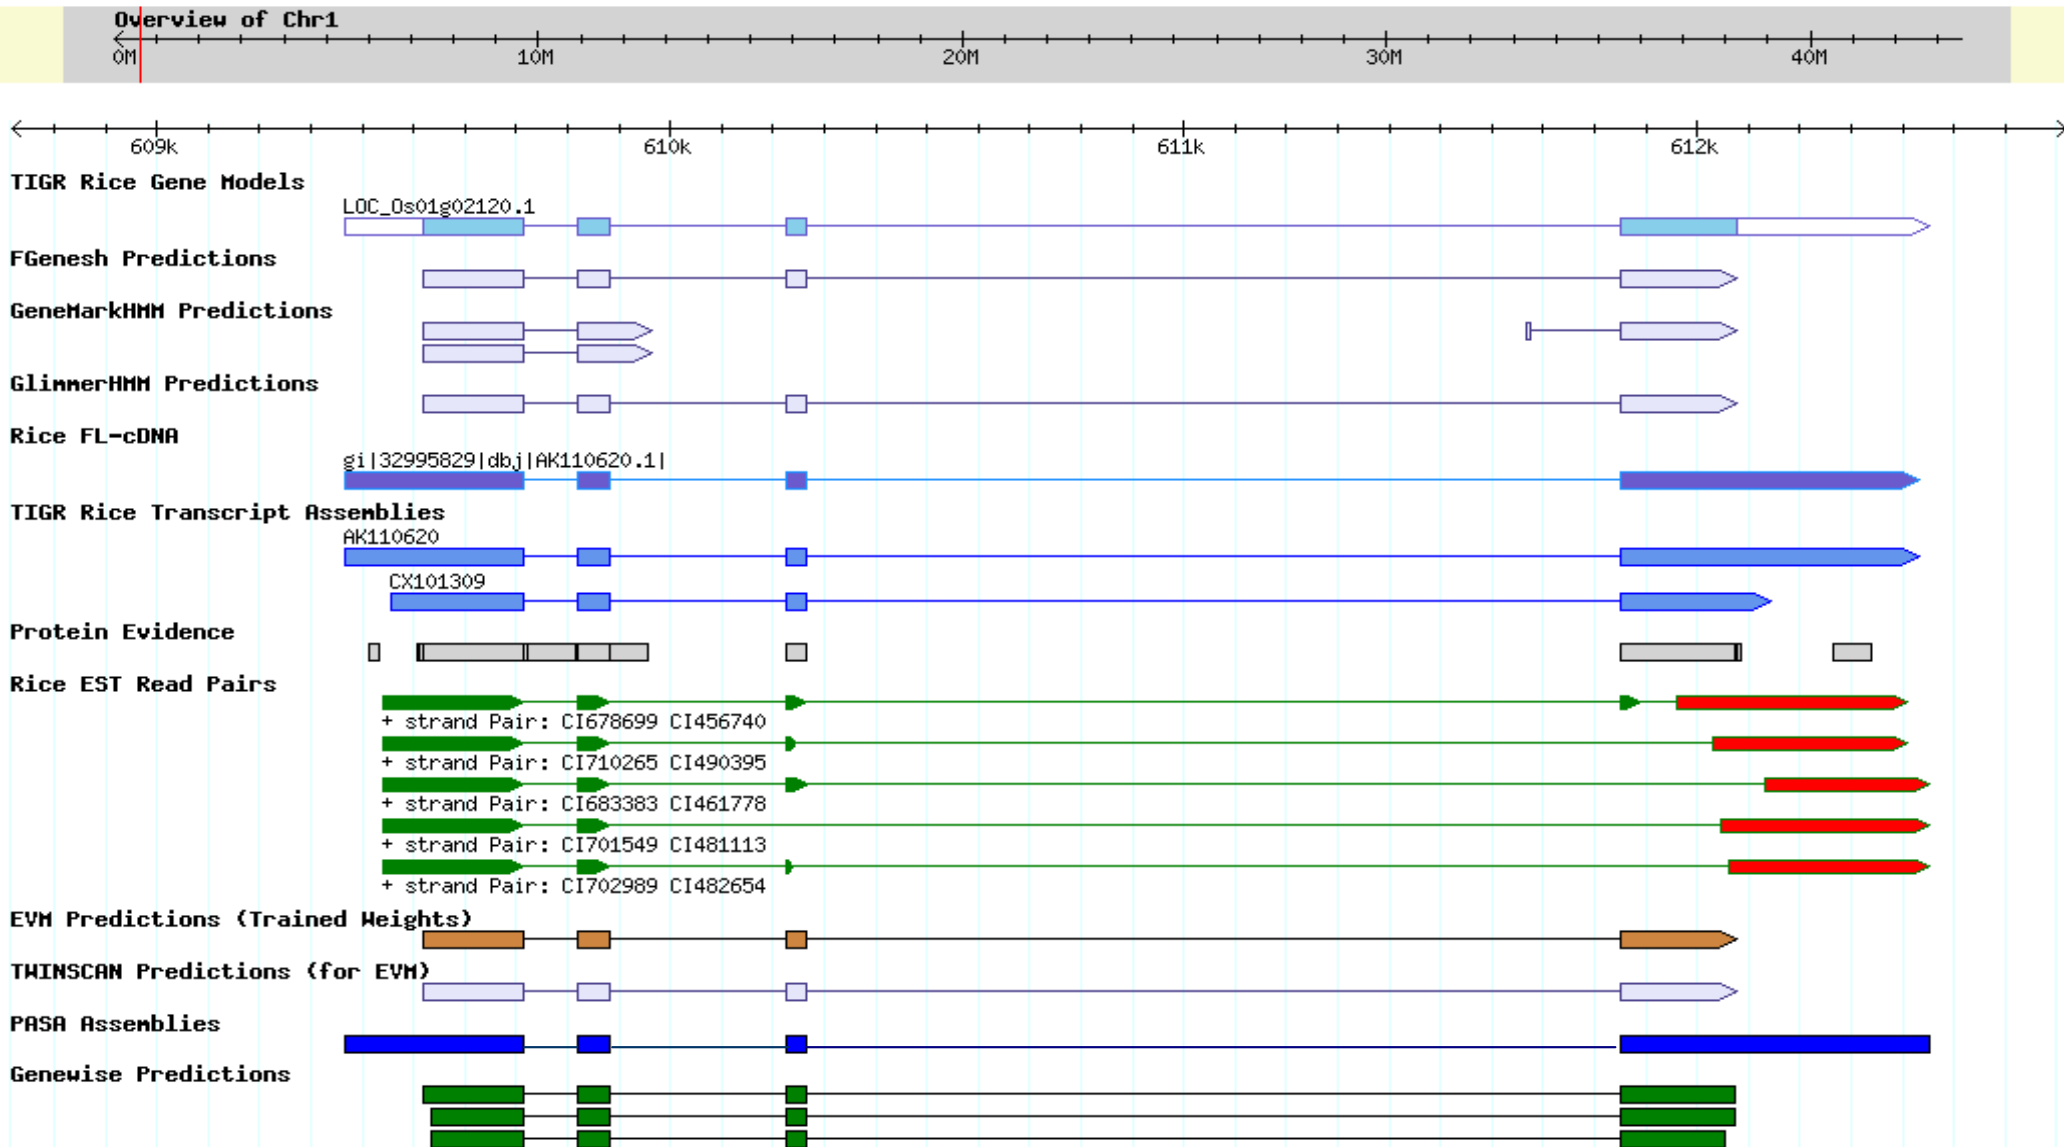 Overview of Chr1
0M 10M 20M 30M 40M
609k 610k 611k 612k
TIGR Rice Gene Models
LOC_Os01g02120.1
FGenesh Predictions
GeneMarkHMM Predictions
GlimmerHMM Predictions
Rice FL-cDNA
gi|32995829|dbj|AK110620.1|
TIGR Rice Transcript Assemblies
AK110620
CX101309
Protein Evidence
Rice EST Read Pairs
+ strand Pair: CI678699 CI456740
+ strand Pair: CI710265 CI490395
+ strand Pair: CI683383 CI461778
+ strand Pair: CI701549 CI481113
+ strand Pair: CI702989 CI482654
EVM Predictions (Trained Weights)
TWINSCAN Predictions (for EVM)
PASA Assemblies
Genewise Predictions